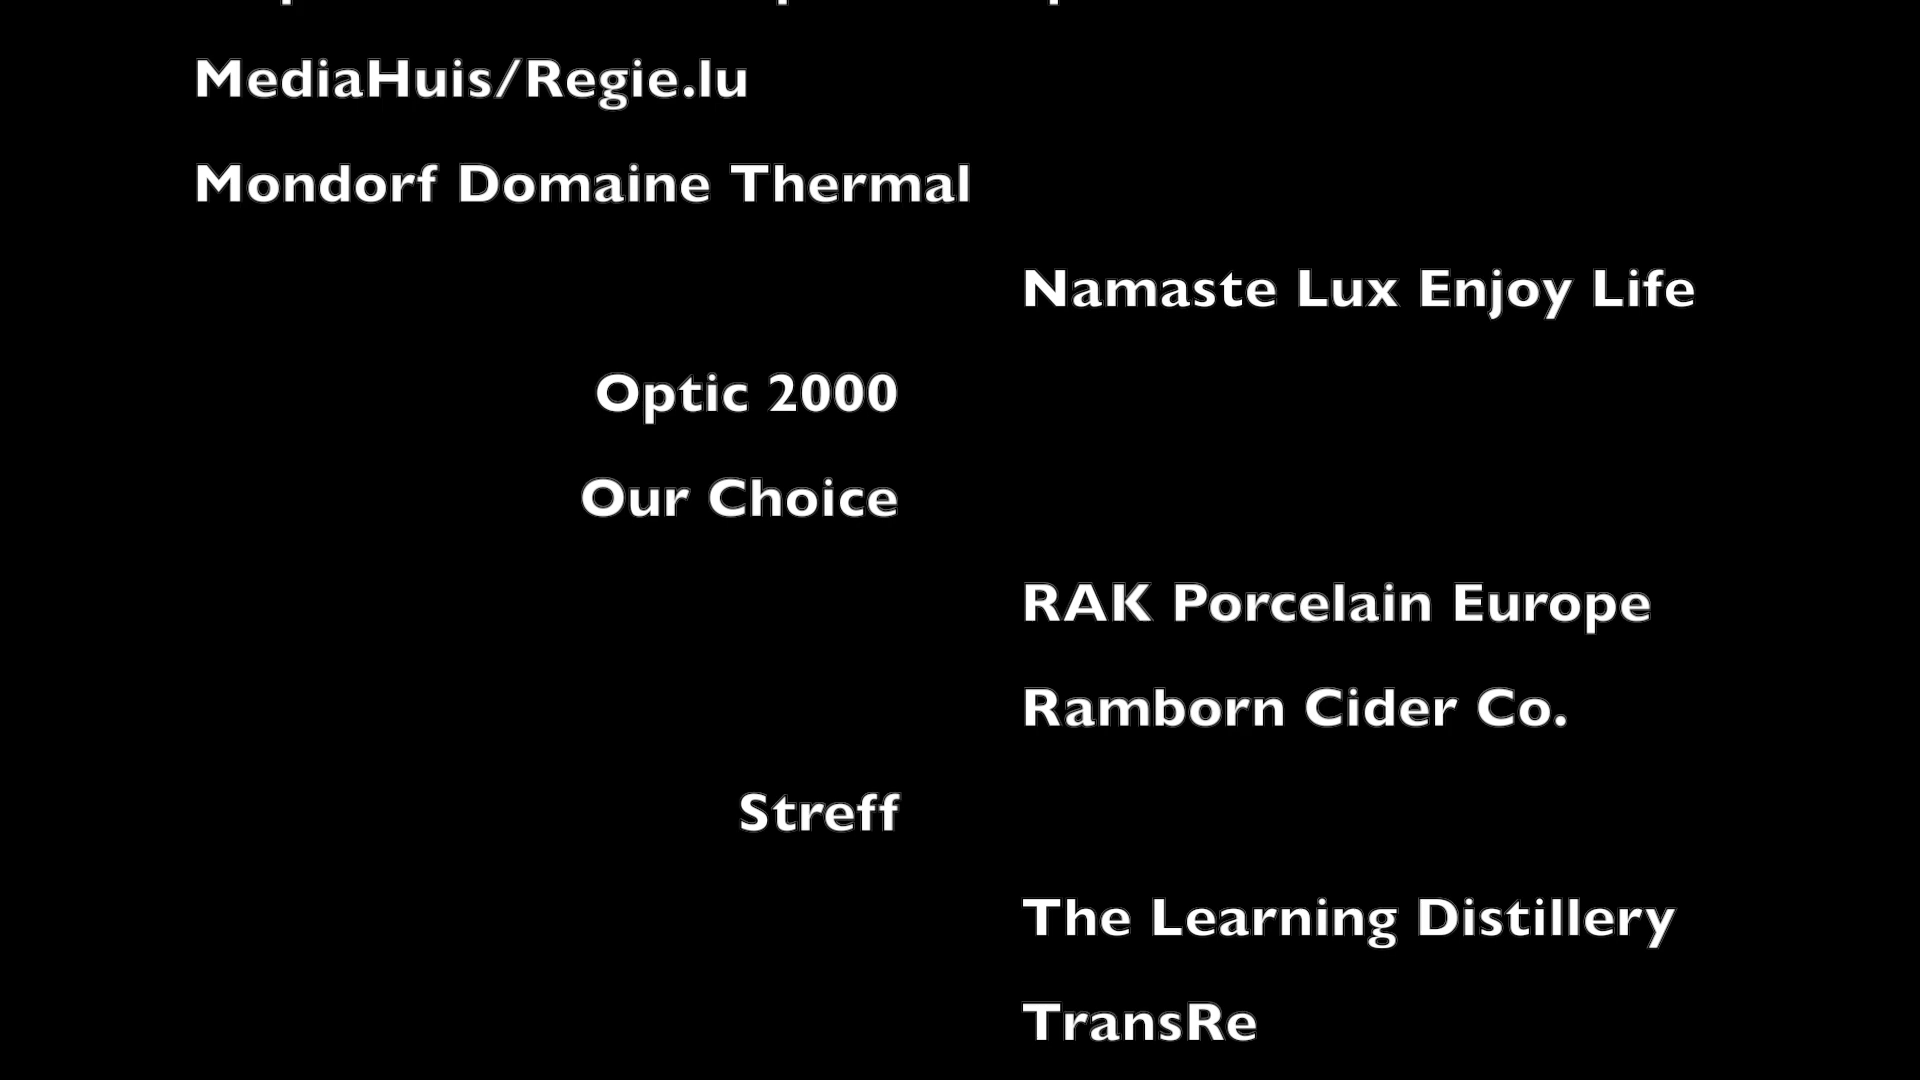 MediaHuis/Regie.lu
Mondorf Domaine Thermal
Namaste Lux Enjoy Life
Optic 2000
Our Choice
RAK Porcelain Europe
Ramborn Cider Co.
Streff
The Learning Distillery
TransRe